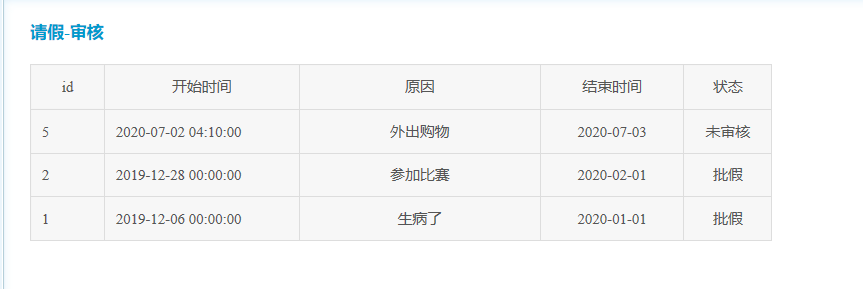 请假-审核
id 开始时间 原因 结束时间 状态
5 2020-07-02 04:10:00 外出购物 2020-07-03 未审核
2 2019-12-28 00:00:00 参加比赛 2020-02-01 批假
1 2019-12-06 00:00:00 生病了 2020-01-01 批假